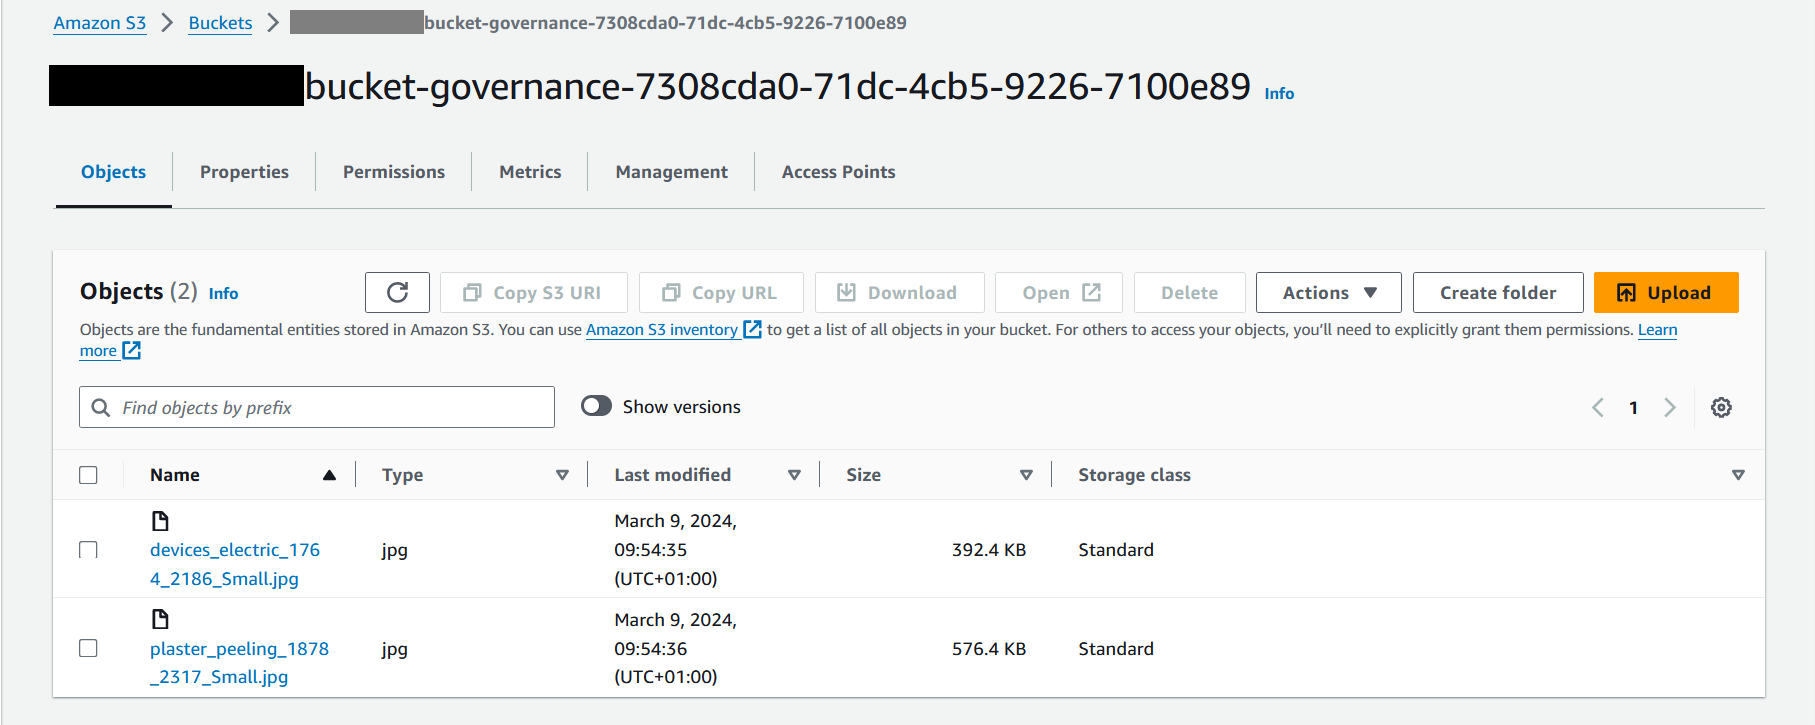 Amazon S3 > Buckets > bucket-governance-7308cda0-71dc-4cb5-9226-7100e89
bucket-governance-7308cda0-71dc-4cb5-9226-7100e89 Info
Objects Properties Permissions Metrics Management Access Points
Objects (2) Info Copy S3 URI Copy URL Download Open Delete Actions Create folder Upload
Objects are the fundamental entities stored in Amazon S3. You can use Amazon S3 inventory to get a list of all objects in your bucket. For others to access your objects, you’ll need to explicitly grant them permissions. Learn
more
Find objects by prefix Show versions 1
Name Type Last modified Size Storage class
March 9, 2024,
devices_electric_176 jpg 09:54:35 392.4 KB Standard
4_2186_Small.jpg (UTC+01:00)
March 9, 2024,
plaster_peeling_1878 jpg 09:54:36 576.4 KB Standard
_2317_Small.jpg (UTC+01:00)